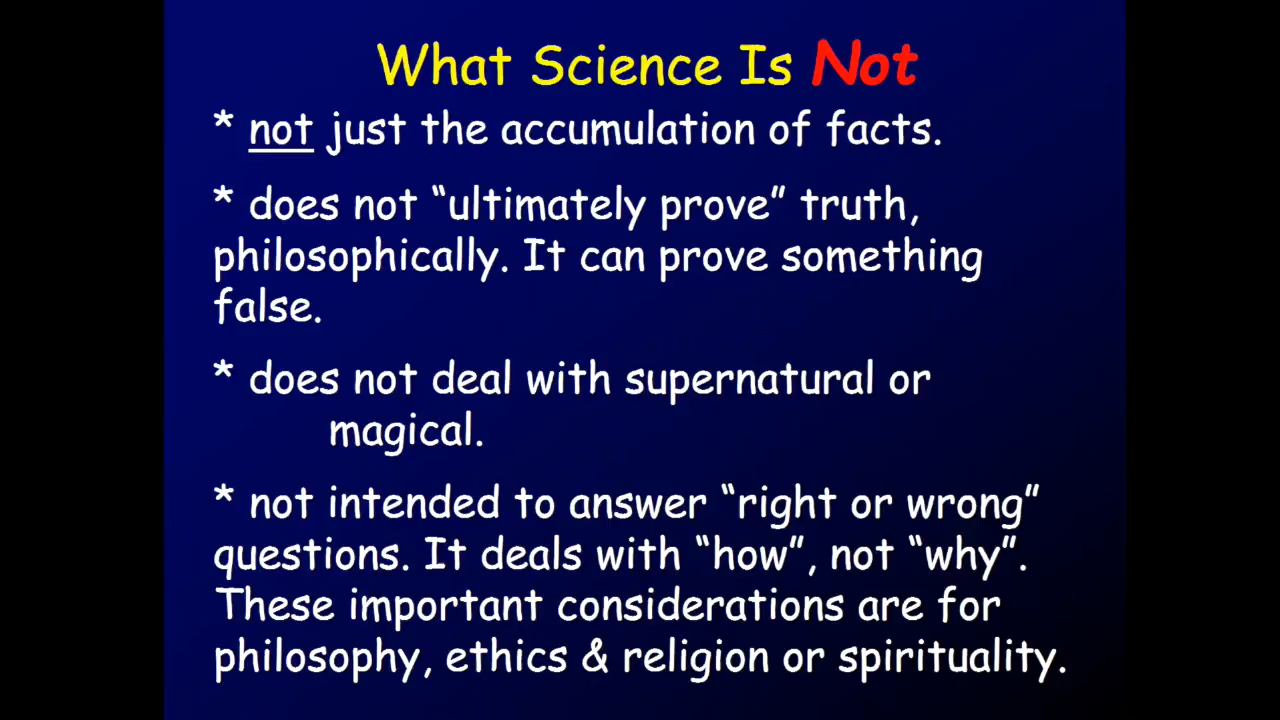 What Science Is Not
* not just the accumulation of facts.
* does not “ultimately prove” truth,
philosophically. It can prove something
false.
* does not deal with supernatural or
magical.
* not intended to answer “right or wrong”
questions. It deals with “how”, not “why”.
These important considerations are for
philosophy, ethics & religion or spirituality.